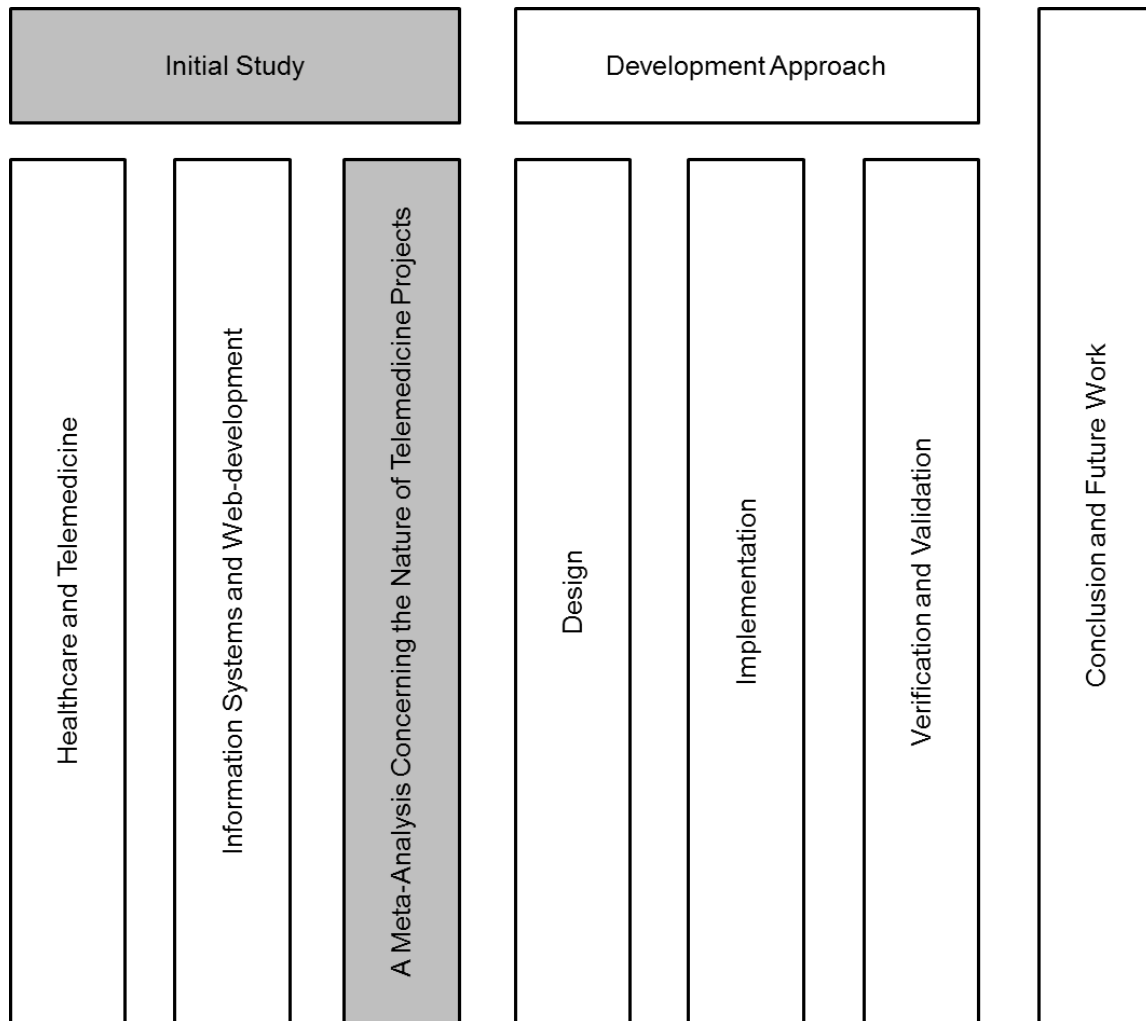 Initial Study
Development Approach
Healthcare and Telemedicine
Information Systems and Web-development
A Meta-Analysis Concerning the Nature of Telemedicine Projects
Design
Implementation
Verification and Validation
Conclusion and Future Work